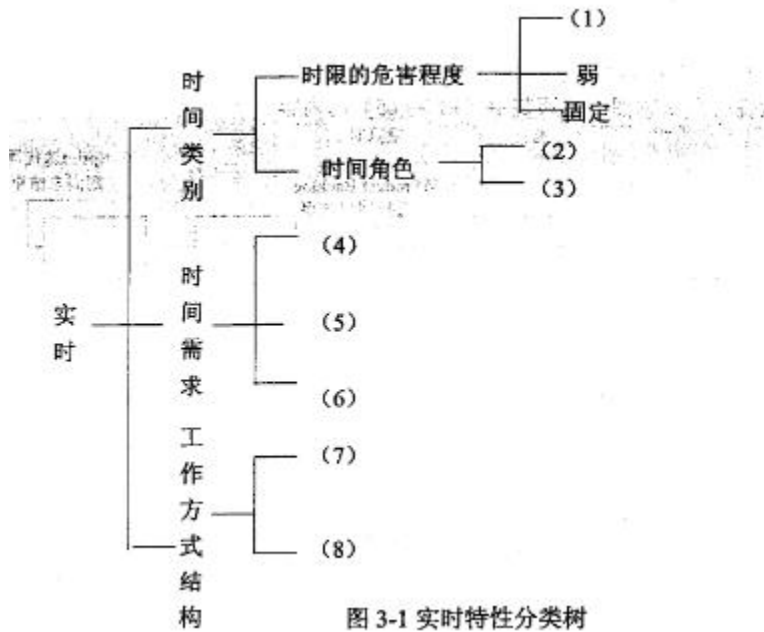 (1)
时限的危害程度
弱
固定
时间类别
时间角色
(2)
(3)
实时
时间需求
(4)
(5)
(6)
工作方式结构
(7)
(8)
图 3-1 实时特性分类树